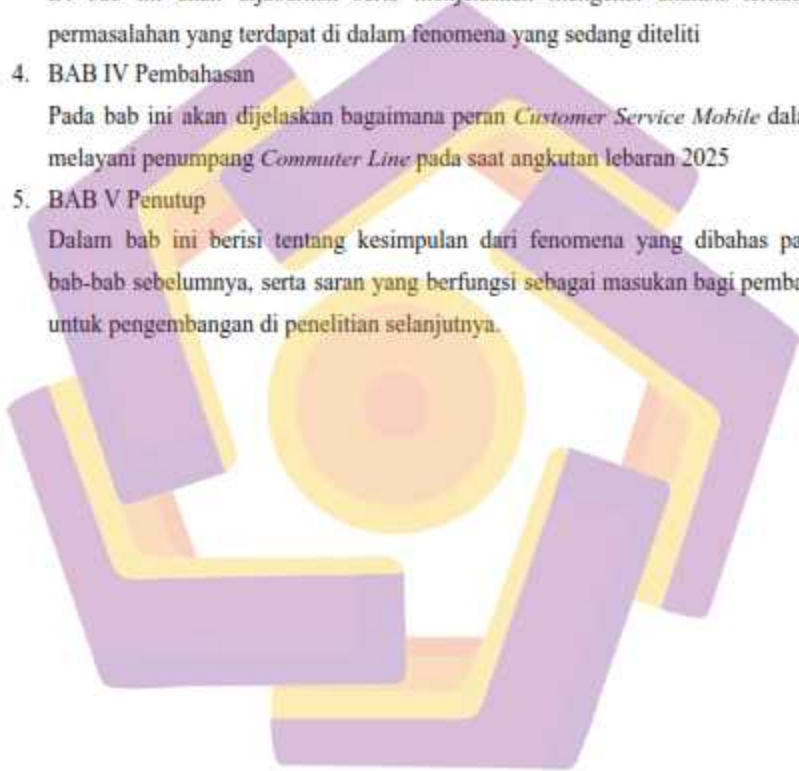 permasalahan yang terdapat di dalam fenomena yang sedang diteliti
4. BAB IV Pembahasan
Pada bab ini akan dijelaskan bagaimana peran Customer Service Mobile
melayani penumpang Commuter Line pada saat angkutan lebaran 2025
5. BAB V Penutup
Dalam bab ini berisi tentang kesimpulan dari fenomena yang dibahas
bab-bab sebelumnya, serta saran yang berfungsi sebagai masukan bagi
untuk pengembangan di penelitian selanjutnya.